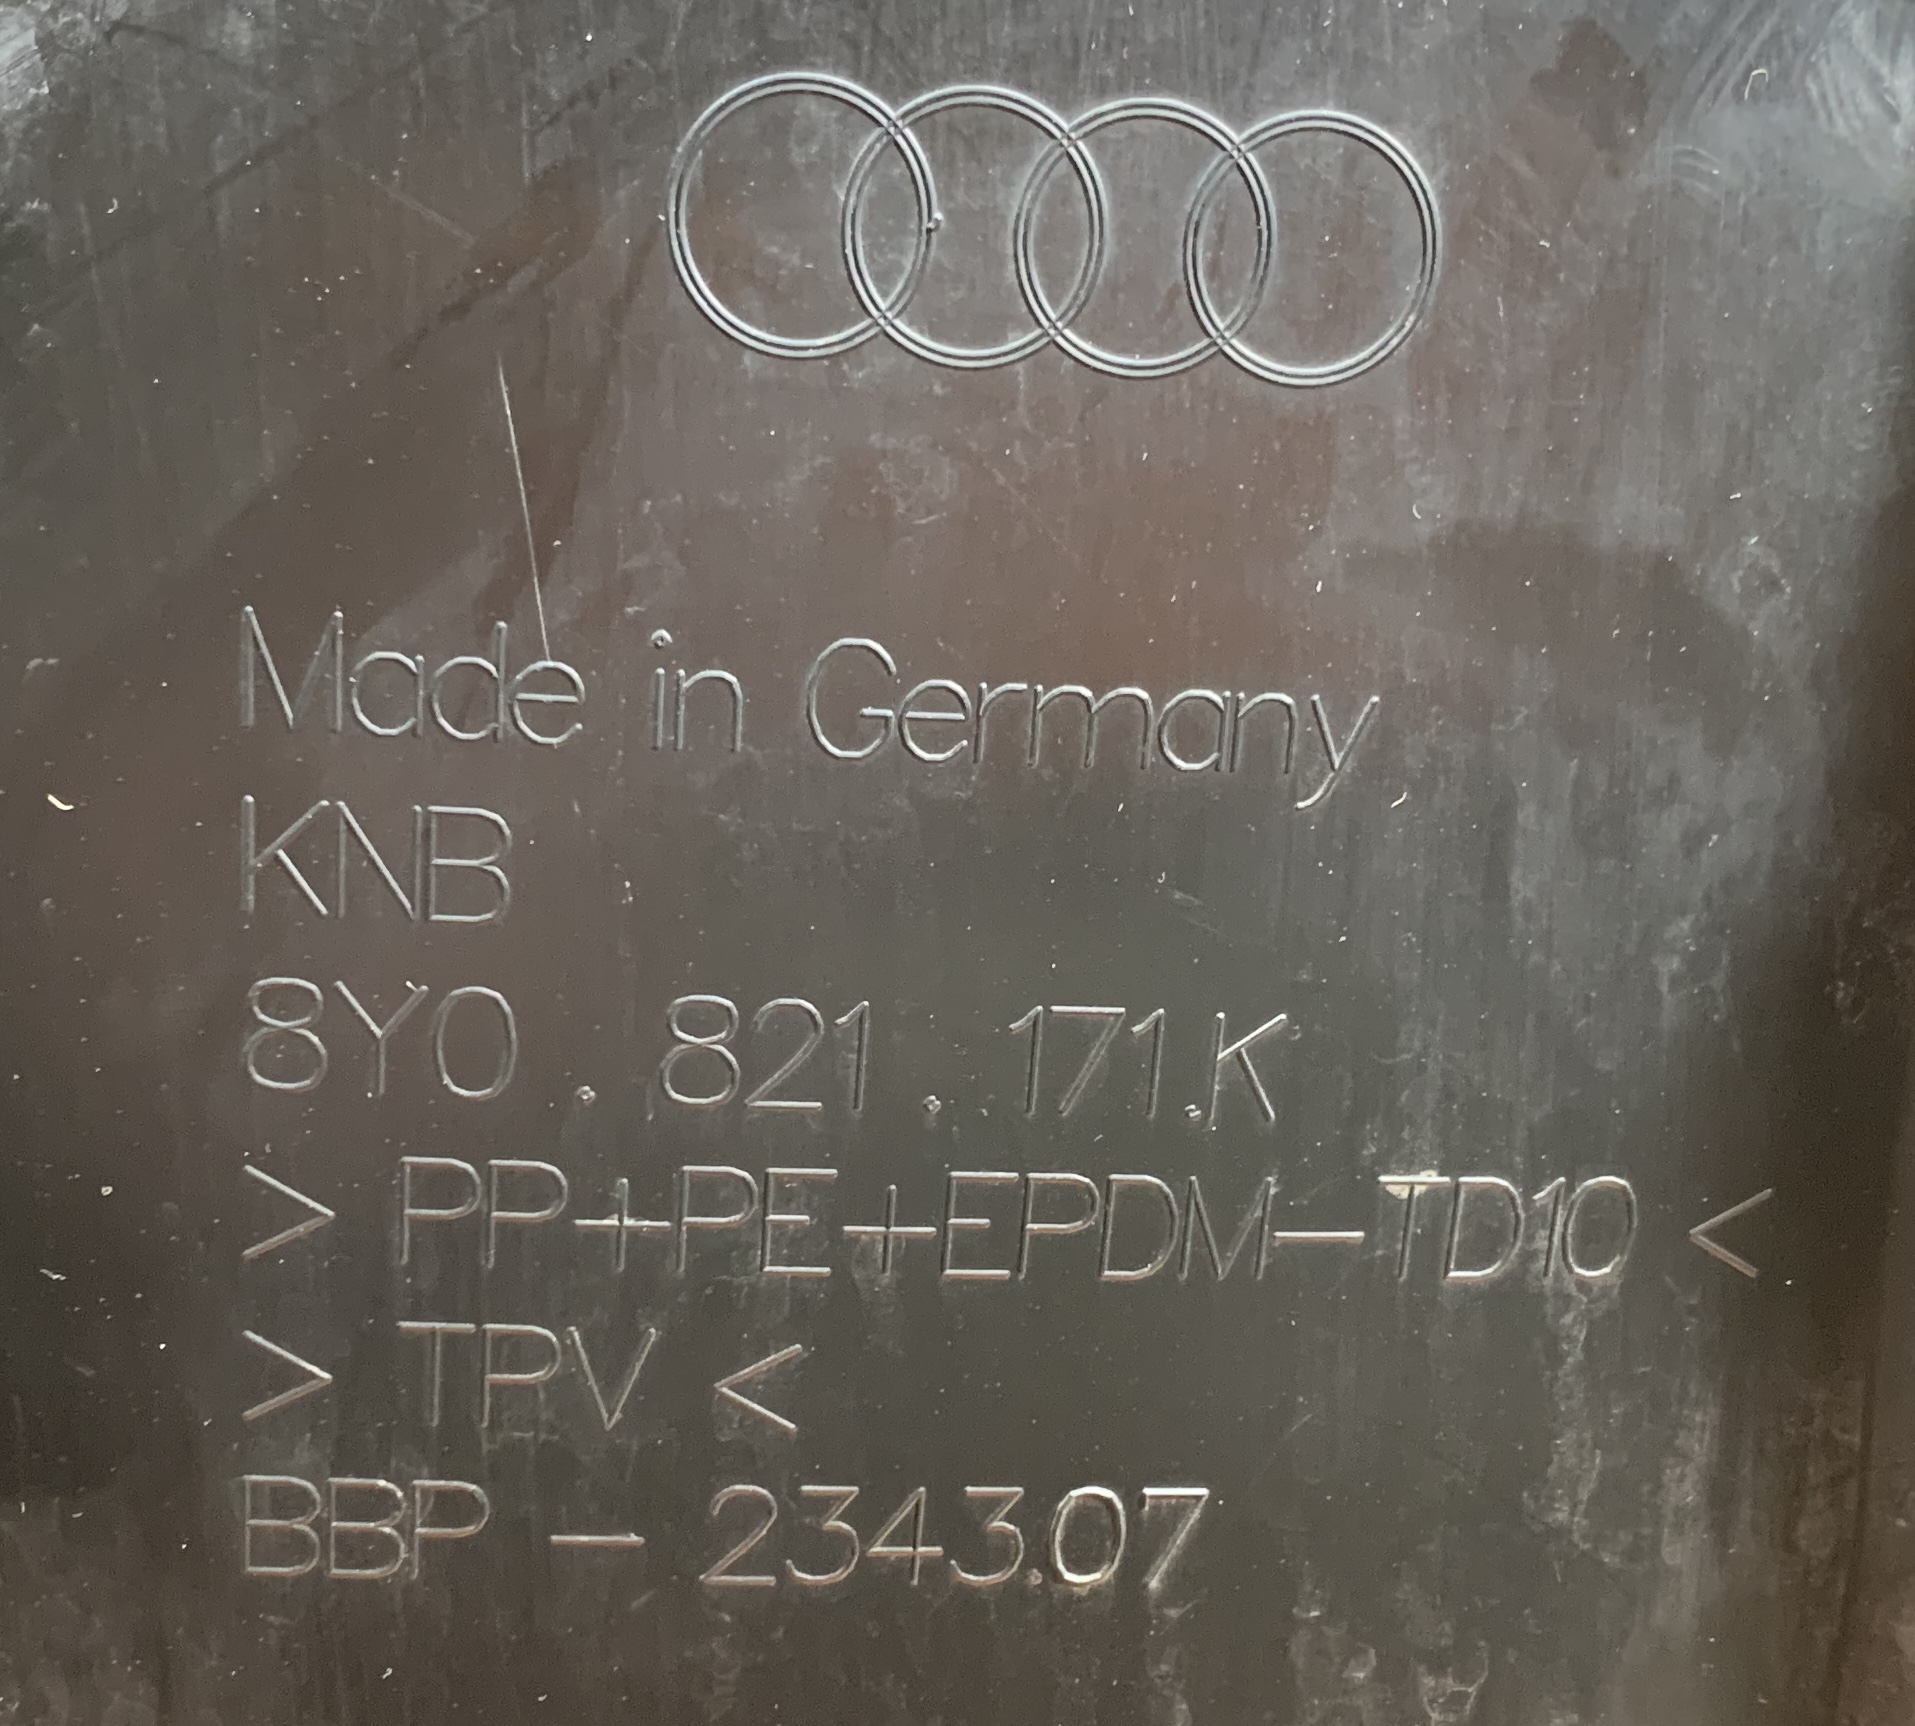 Made in Germany
KNB
8Y0 . 821 . 171.K
> PP+PE+EPDM-TD10 <
> TPV <
BBP - 2343.07